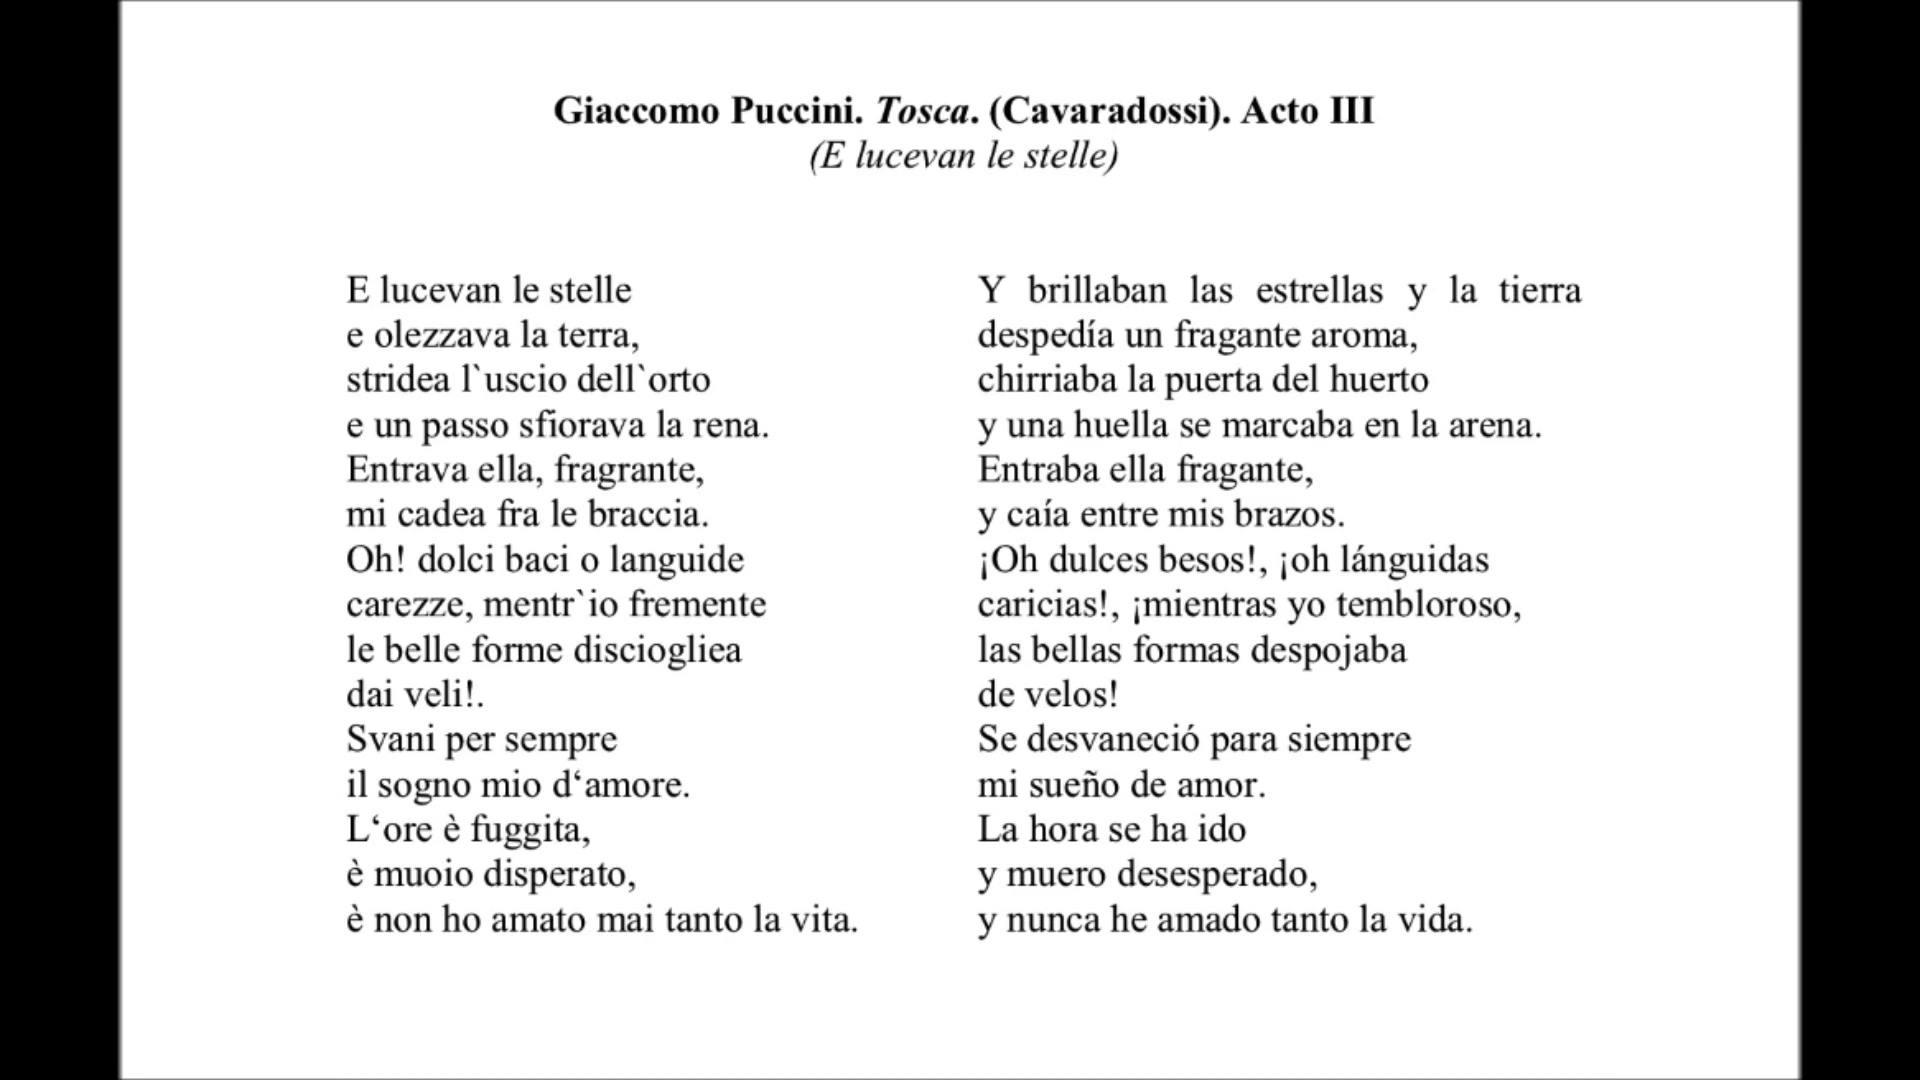 Giaccomo Puccini. Tosca. (Cavaradossi). Acto III
(E lucevan le stelle)
E lucevan le stelle
e olezzava la terra,
stridea l`uscio dell`orto
e un passo sfiorava la rena.
Entrava ella, fragrante,
mi cadea fra le braccia.
Oh! dolci baci o languide
carezze, mentr`io fremente
le belle forme disciogliea
dai veli!.
Svani per sempre
il sogno mio d‘amore.
L‘ore è fuggita,
è muoio disperato,
è non ho amato mai tanto la vita.
Y brillaban las estrellas y la tierra
despedía un fragante aroma,
chirriaba la puerta del huerto
y una huella se marcaba en la arena.
Entraba ella fragante,
y caía entre mis brazos.
¡Oh dulces besos!, ¡oh lánguidas
caricias!, ¡mientras yo tembloroso,
las bellas formas despojaba
de velos!
Se desvaneció para siempre
mi sueño de amor.
La hora se ha ido
y muero desesperado,
y nunca he amado tanto la vida.